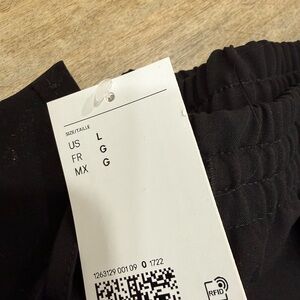 SIZE/TAILLE
US L
FR G
MX G
1263129 001 09 0 1722
RFID